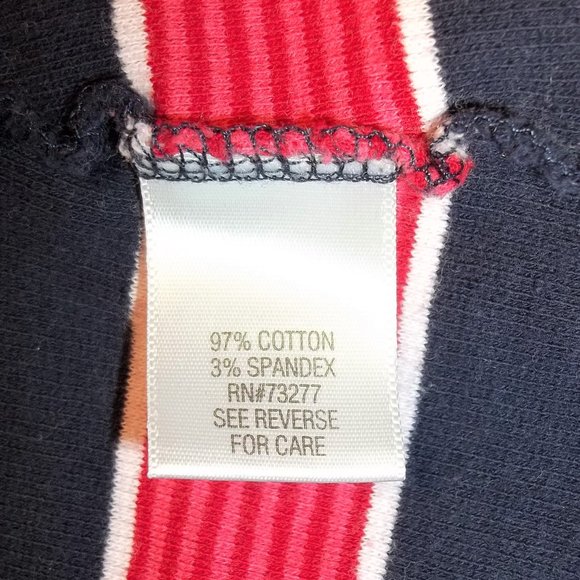 97% COTTON
3% SPANDEX
RN#73277
SEE REVERSE
FOR CARE